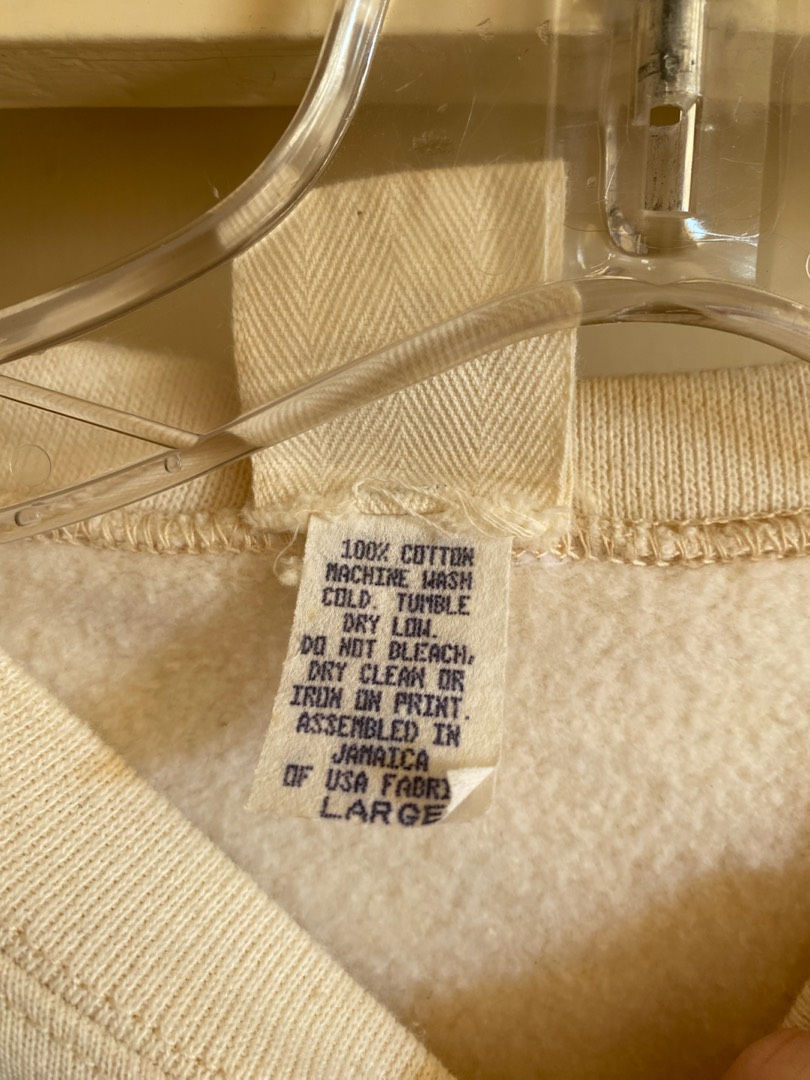 100% COTTON
MACHINE WASH
COLD. TUMBLE
DRY LOW.
DO NOT BLEACH,
DRY CLEAN OR
IRON ON PRINT.
ASSEMBLED IN
JAMAICA
OF USA FABRI
LARGE